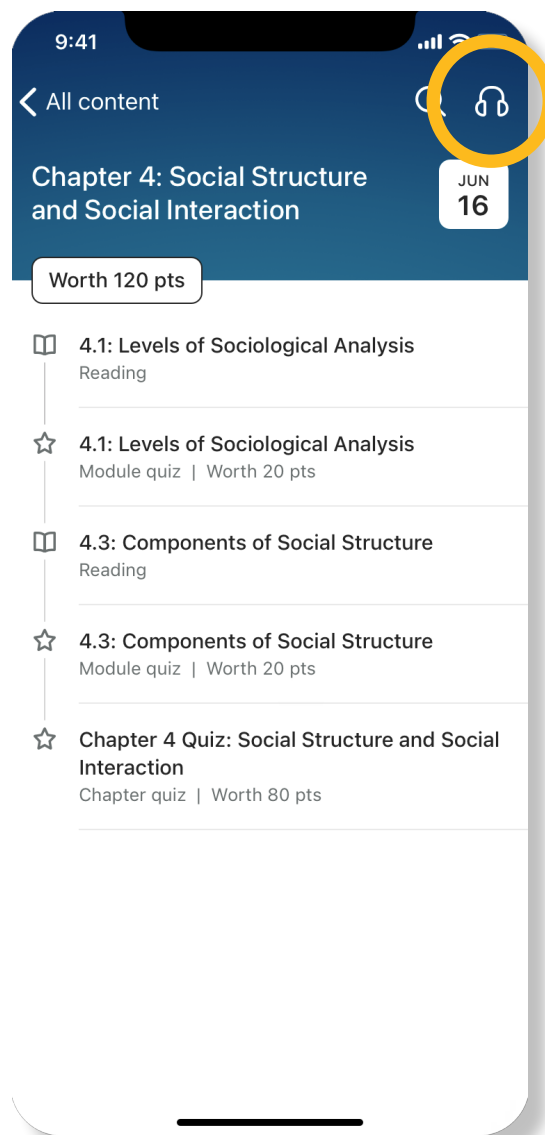 9:41
All content
Chapter 4: Social Structure
and Social Interaction
JUN
16
Worth 120 pts
4.1: Levels of Sociological Analysis
Reading
4.1: Levels of Sociological Analysis
Module quiz | Worth 20 pts
4.3: Components of Social Structure
Reading
4.3: Components of Social Structure
Module quiz | Worth 20 pts
Chapter 4 Quiz: Social Structure and Social
Interaction
Chapter quiz | Worth 80 pts